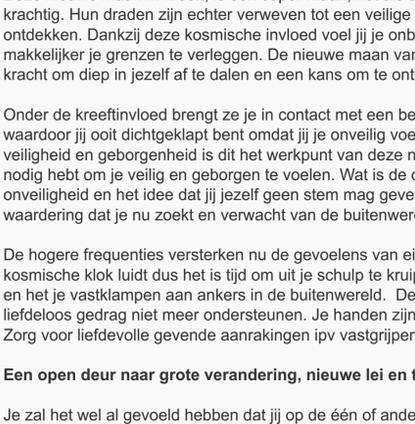 krachtig. Hun draden zijn echter verweven tot een veilige
ontdekken. Dankzij deze kosmische invloed voel jij je onb
makkelijker je grenzen te verleggen. De nieuwe maan var
kracht om diep in jezelf af te dalen en een kans om te ont
Onder de kreeftinvloed brengt ze je in contact met een be
waardoor jij ooit dichtgeklapt bent omdat jij je onveilig voe
veiligheid en geborgenheid is dit het werkpunt van deze n
nodig hebt om je veilig en geborgen te voelen. Wat is de
onveiligheid en het idee dat jij jezelf geen stem mag geve
waardering dat je nu zoekt en verwacht van de buitenwer
De hogere frequenties versterken nu de gevoelens van ei
kosmische klok luidt dus het is tijd om uit je schulp te krui
en het je vastklampen aan ankers in de buitenwereld. De
liefdeloos gedrag niet meer ondersteunen. Je handen zijn
Zorg voor liefdevolle gevende aanrakingen ipv vastgrijper
Een open deur naar grote verandering, nieuwe lei en t
Je zal het wel al gevoeld hebben dat jij op de één of ande